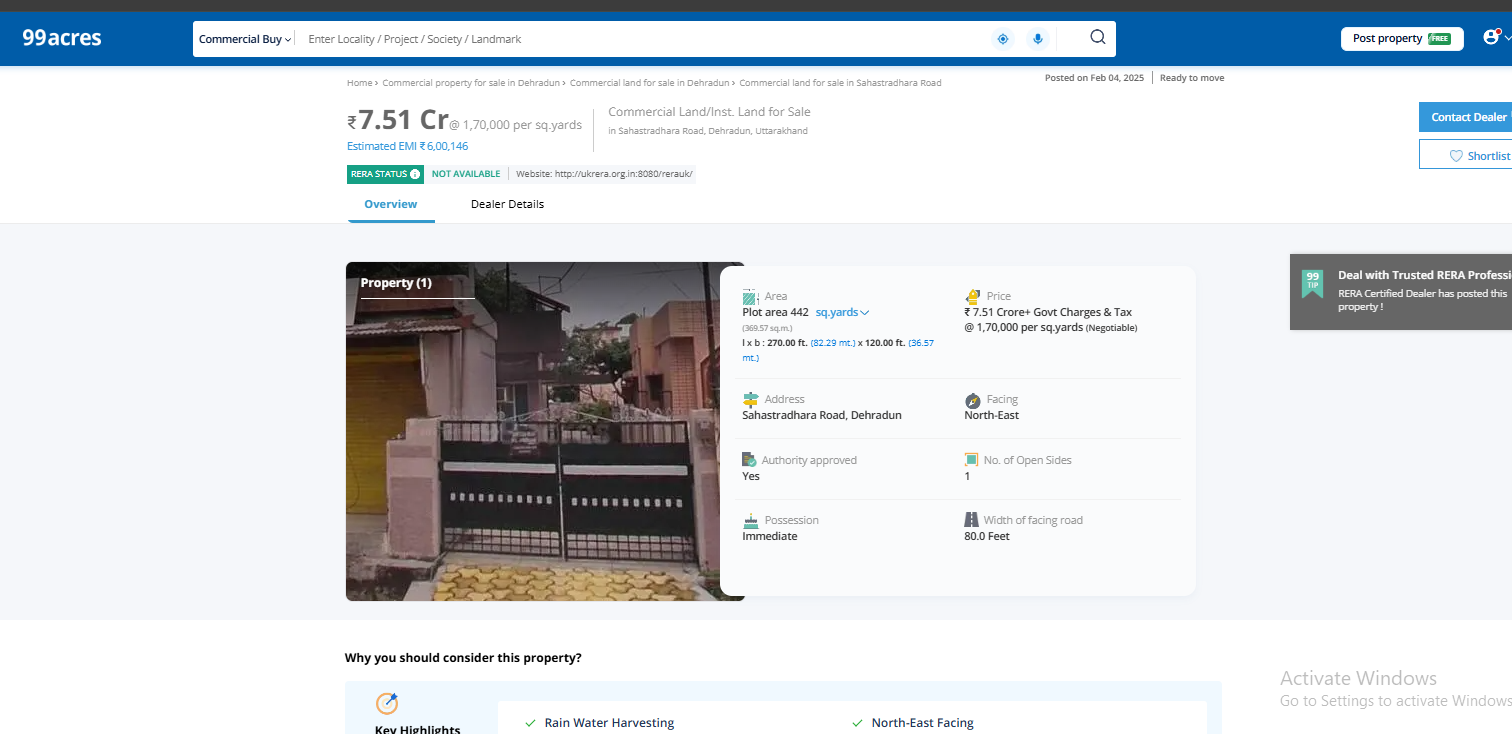 99acres
Commercial Buy
Enter Locality / Project / Society / Landmark
Post property FREE
Home > Commercial property for sale in Dehradun > Commercial land for sale in Dehradun > Commercial land for sale in Sahastradhara Road
Posted on Feb 04, 2025 | Ready to move
₹7.51 Cr@ 1,70,000 per sq.yards
Estimated EMI ₹6,00,146
Commercial Land/Inst. Land for Sale
in Sahastradhara Road, Dehradun, Uttarakhand
Contact Dealer
Shortlist
RERA STATUS NOT AVAILABLE | Website: http://ukrera.org.in:8080/rerauk/
Overview
Dealer Details
Property (1)
Area
Plot area 442 sq.yards
(369.57 sq.m.)
l x b : 270.00 ft. (82.29 mt.) x 120.00 ft. (36.57
mt.)
Price
₹ 7.51 Crore+ Govt Charges & Tax
@ 1,70,000 per sq.yards (Negotiable)
Address
Sahastradhara Road, Dehradun
Facing
North-East
Authority approved
Yes
No. of Open Sides
1
Possession
Immediate
Width of facing road
80.0 Feet
99
TIP
Deal with Trusted RERA Professi
RERA Certified Dealer has posted this
property !
Why you should consider this property?
Key Highlights
Rain Water Harvesting
North-East Facing
Activate Windows
Go to Settings to activate Windows